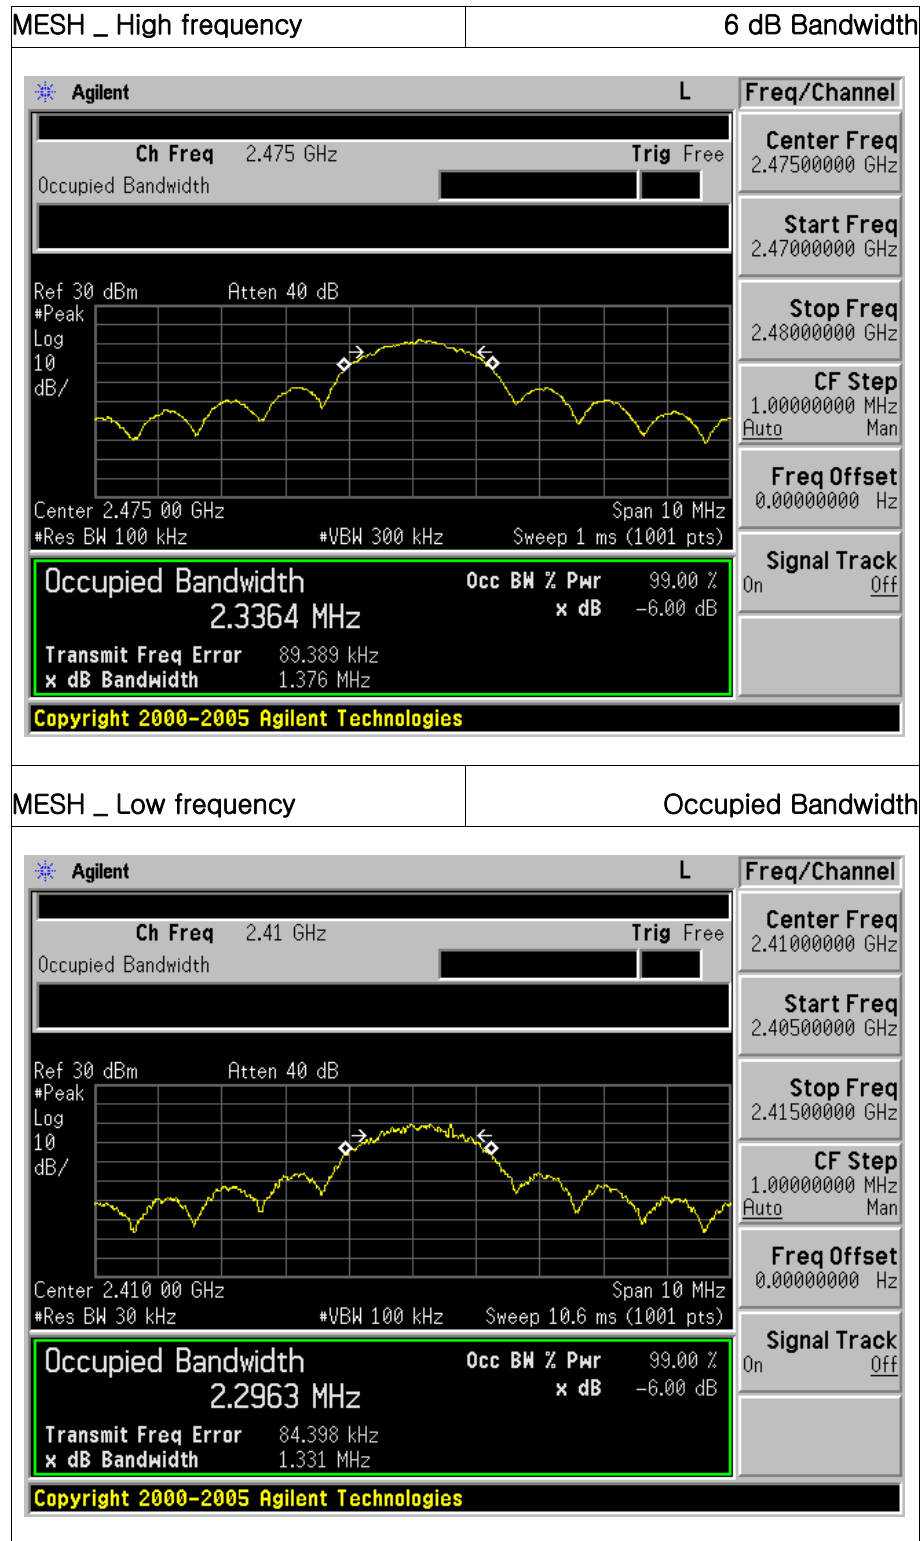 MESH _ High frequency 6 dB Bandwidth
Agilent L Freq/Channel
Ch Freq 2.475 GHz Trig Free
Occupied Bandwidth
Center Freq
2.47500000 GHz
Start Freq
2.47000000 GHz
Stop Freq
2.48000000 GHz
CF Step
1.00000000 MHz
Auto Man
Freq Offset
0.00000000 Hz
Signal Track
On Off
Ref 30 dBm Atten 40 dB
#Peak
Log
10
dB/
Center 2.475 00 GHz Span 10 MHz
#Res BW 100 kHz #VBW 300 kHz Sweep 1 ms (1001 pts)
Occupied Bandwidth Occ BW % Pwr 99.00 %
2.3364 MHz x dB -6.00 dB
Transmit Freq Error 89.389 kHz
x dB Bandwidth 1.376 MHz
Copyright 2000-2005 Agilent Technologies
MESH _ Low frequency Occupied Bandwidth
Agilent L Freq/Channel
Ch Freq 2.41 GHz Trig Free
Occupied Bandwidth
Center Freq
2.41000000 GHz
Start Freq
2.40500000 GHz
Stop Freq
2.41500000 GHz
CF Step
1.00000000 MHz
Auto Man
Freq Offset
0.00000000 Hz
Signal Track
On Off
Ref 30 dBm Atten 40 dB
#Peak
Log
10
dB/
Center 2.410 00 GHz Span 10 MHz
#Res BW 30 kHz #VBW 100 kHz Sweep 10.6 ms (1001 pts)
Occupied Bandwidth Occ BW % Pwr 99.00 %
2.2963 MHz x dB -6.00 dB
Transmit Freq Error 84.398 kHz
x dB Bandwidth 1.331 MHz
Copyright 2000-2005 Agilent Technologies